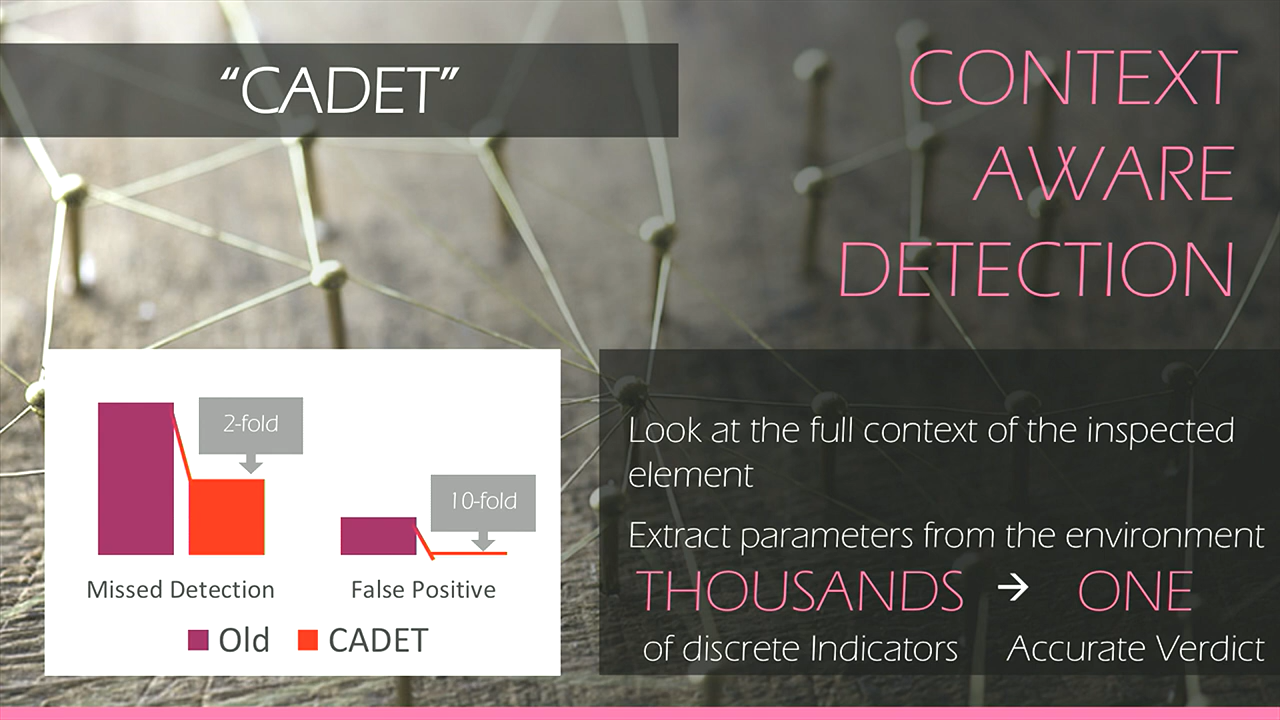 “CADET”
CONTEXT
AWARE
DETECTION
2-fold
10-fold
Missed Detection
False Positive
Old
CADET
Look at the full context of the inspected
element
Extract parameters from the environment
THOUSANDS → ONE
of discrete Indicators
Accurate Verdict